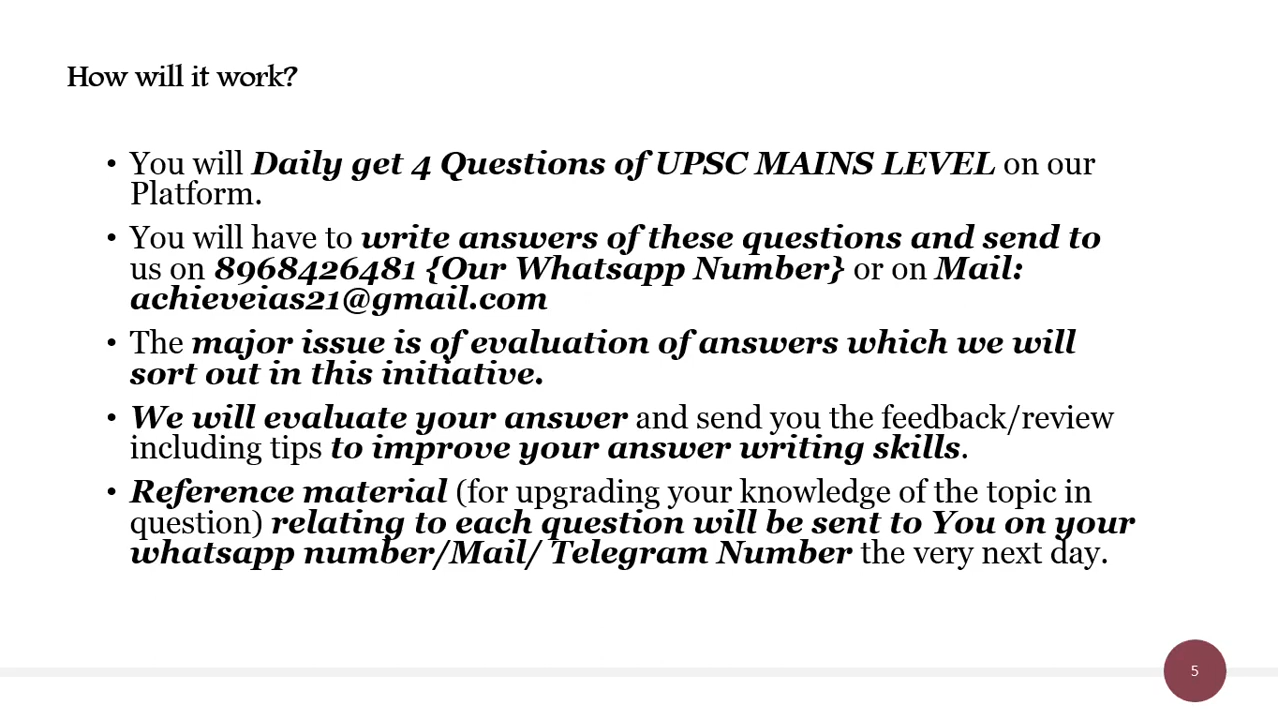 How will it work?
• You will Daily get 4 Questions of UPSC MAINS LEVEL on our
Platform.
• You will have to write answers of these questions and send to
us on 8968426481 {Our Whatsapp Number} or on Mail:
achieveias21@gmail.com
• The major issue is of evaluation of answers which we will
sort out in this initiative.
• We will evaluate your answer and send you the feedback/review
including tips to improve your answer writing skills.
• Reference material (for upgrading your knowledge of the topic in
question) relating to each question will be sent to You on your
whatsapp number/Mail/ Telegram Number the very next day.
5